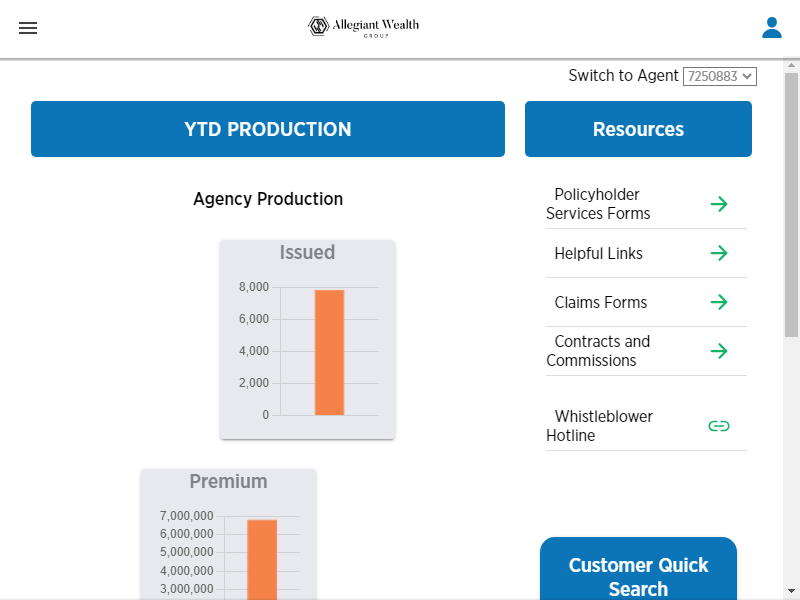 Allegiant Wealth
GROUP
Switch to Agent 7250883
YTD PRODUCTION
Resources
Agency Production
Issued
8,000
6,000
4,000
2,000
0
Premium
7,000,000
6,000,000
5,000,000
4,000,000
3,000,000
Policyholder
Services Forms
Helpful Links
Claims Forms
Contracts and
Commissions
Whistleblower
Hotline
Customer Quick
Search